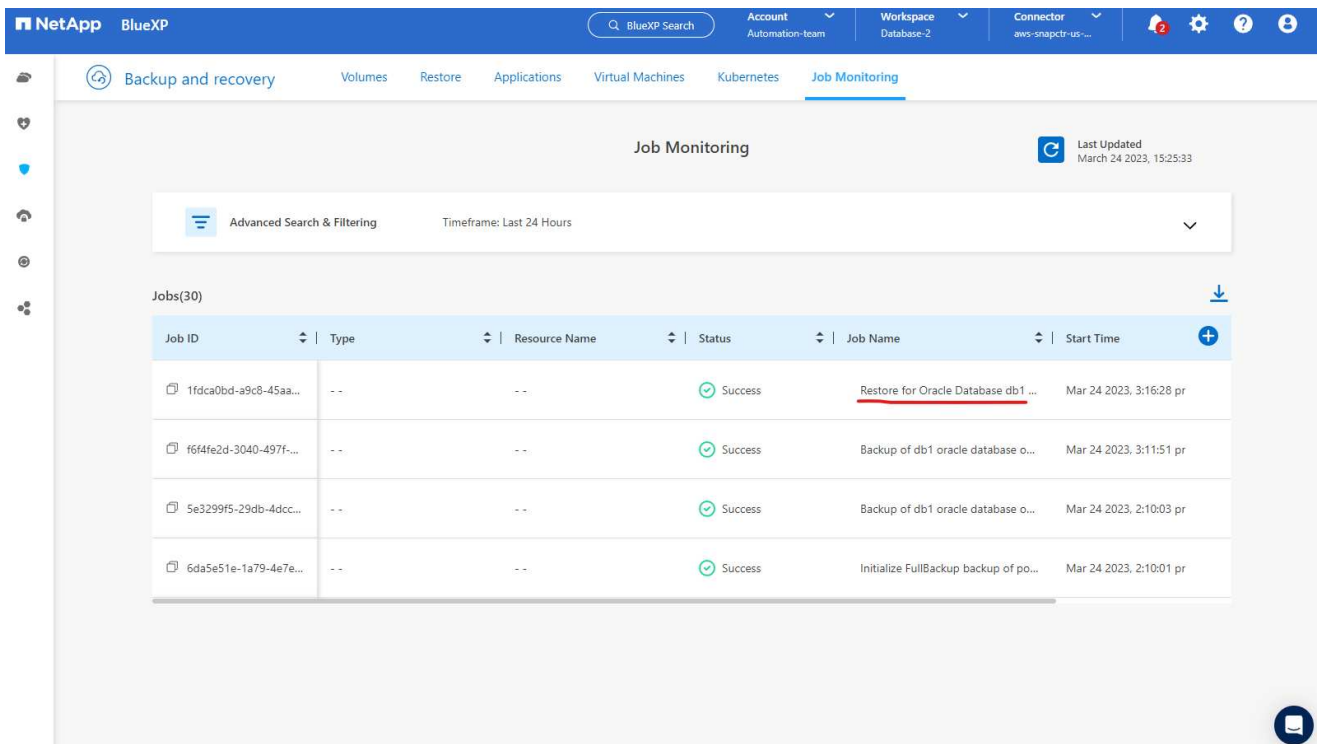 NetApp BlueXP BlueXP Search Account Workspace Connector
Automation-team Database-2 aws-snapctr-us-... 2
Backup and recovery Volumes Restore Applications Virtual Machines Kubernetes Job Monitoring
Job Monitoring
Last Updated
March 24 2023, 15:25:33
Advanced Search & Filtering Timeframe: Last 24 Hours
Jobs(30)
Job ID Type Resource Name Status Job Name Start Time
1fdca0bd-a9c8-45aa... - - - - Success Restore for Oracle Database db1 ... Mar 24 2023, 3:16:28 pr
f6f4fe2d-3040-497f-... - - - - Success Backup of db1 oracle database o... Mar 24 2023, 3:11:51 pr
5e3299f5-29db-4dcc... - - - - Success Backup of db1 oracle database o... Mar 24 2023, 2:10:03 pr
6da5e51e-1a79-4e7e... - - - - Success Initialize FullBackup backup of po... Mar 24 2023, 2:10:01 pr